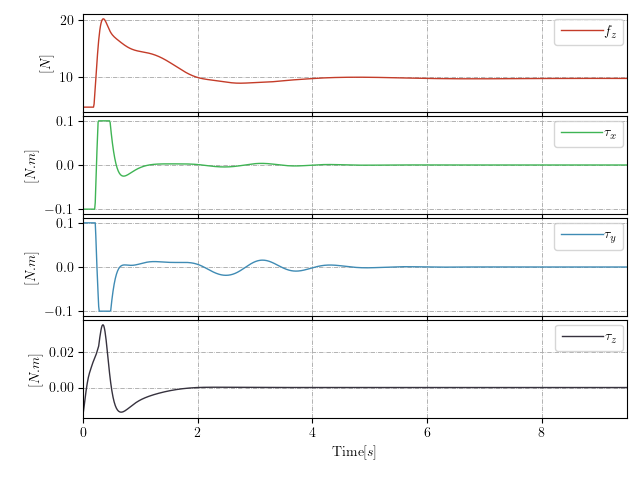 20
10
[N]
f_z
0.1
0.0
−0.1
[N.m]
τ_x
0.1
0.0
−0.1
[N.m]
τ_y
0.02
0.00
[N.m]
τ_z
0 2 4 6 8
Time[s]